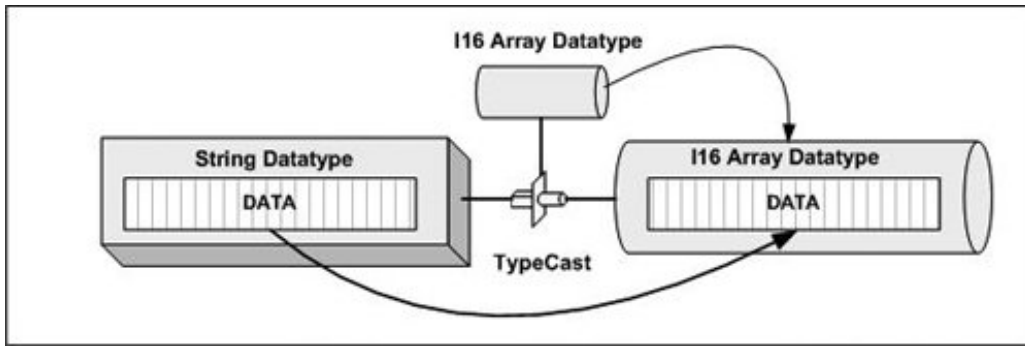 I16 Array Datatype
String Datatype
DATA
I16 Array Datatype
DATA
TypeCast